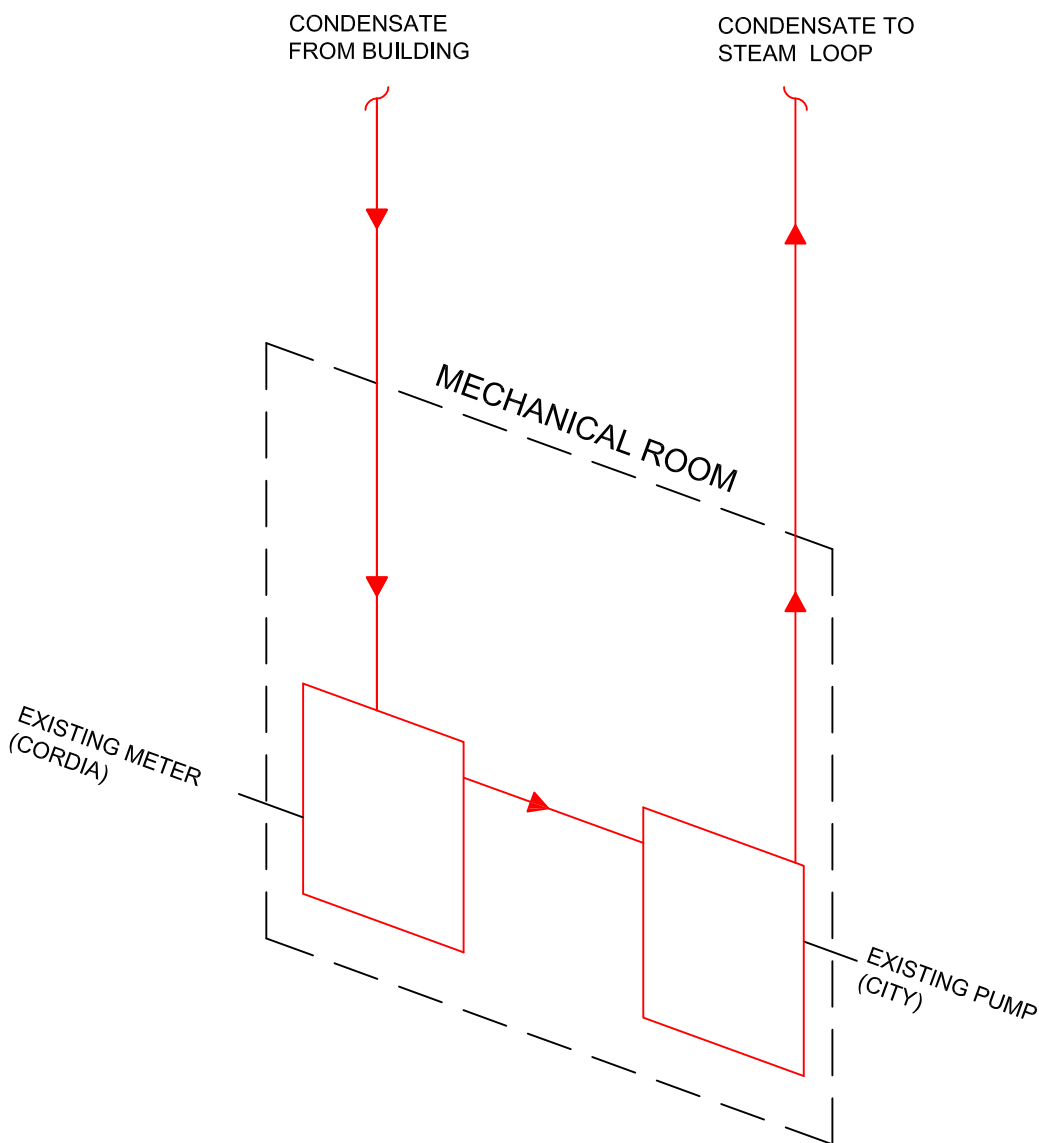 CONDENSATE
FROM BUILDING
CONDENSATE TO
STEAM LOOP
MECHANICAL ROOM
EXISTING METER
(CORDIA)
EXISTING PUMP
(CITY)